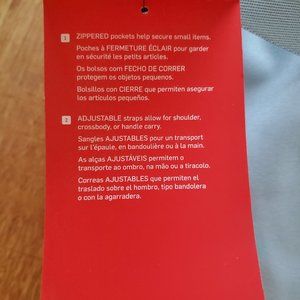 1 ZIPPERED pockets help secure small items.
Poches à FERMETURE ÉCLAIR pour garder
en sécurité les petits articles.
Os bolsos com FECHO DE CORRER
protegem os objetos pequenos.
Bolsillos con CIERRE que permiten asegurar
los artículos pequeños.
2 ADJUSTABLE straps allow for shoulder,
crossbody, or handle carry.
Sangles AJUSTABLES pour un transport
sur l'épaule, en bandoulière ou à la main.
As alças AJUSTÁVEIS permitem o
transporte ao ombro, na mão ou a tiracolo.
Correas AJUSTABLES que permiten el
traslado sobre el hombro, tipo bandolera
o con la agarradera.